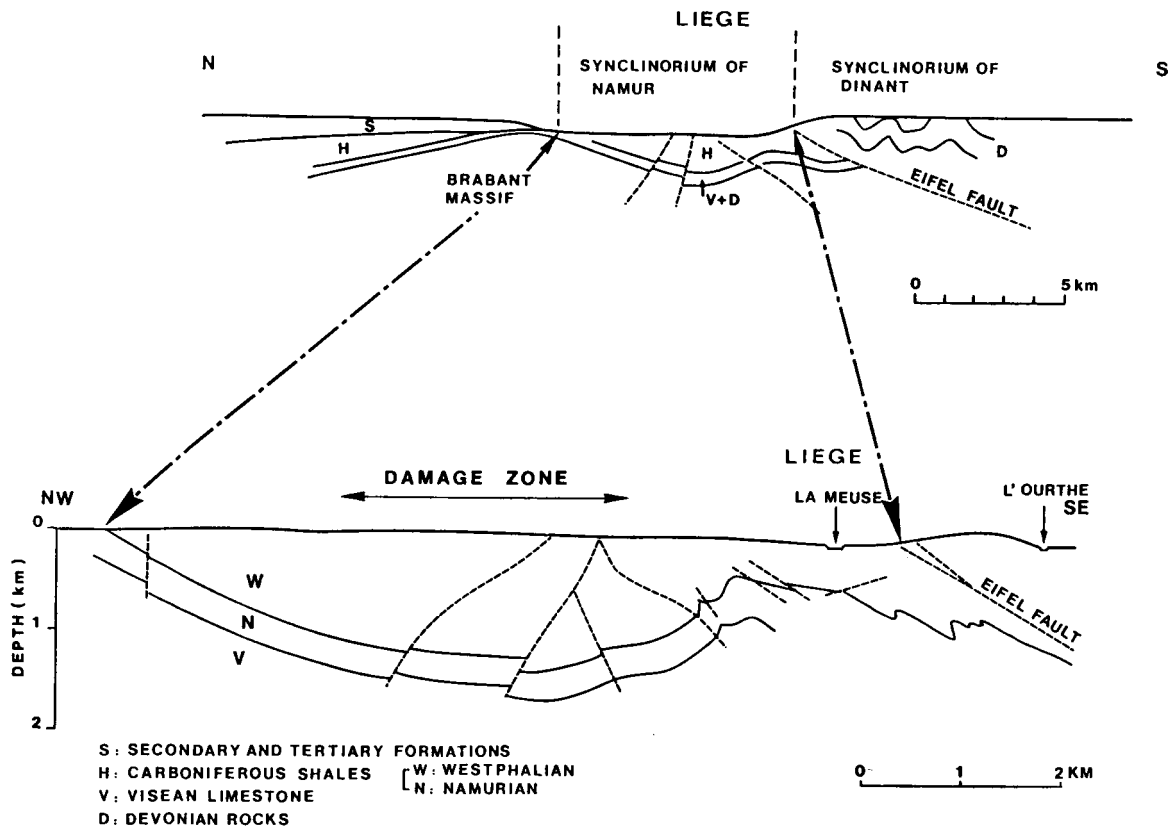 LIEGE
N
SYNCLINORIUM OF
NAMUR
SYNCLINORIUM OF
DINANT
S
S
H
H
D
BRABANT
MASSIF
V+D
EIFEL FAULT
0 5 km
LIEGE
DAMAGE ZONE
NW
LA MEUSE
L'OURTHE
SE
0
W
N
V
1
2
DEPTH (km)
EIFEL FAULT
S: SECONDARY AND TERTIARY FORMATIONS
H: CARBONIFEROUS SHALES [W: WESTPHALIAN
N: NAMURIAN
V: VISEAN LIMESTONE
D: DEVONIAN ROCKS
0 1 2 KM